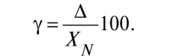 γ = Δ / X_N 100.